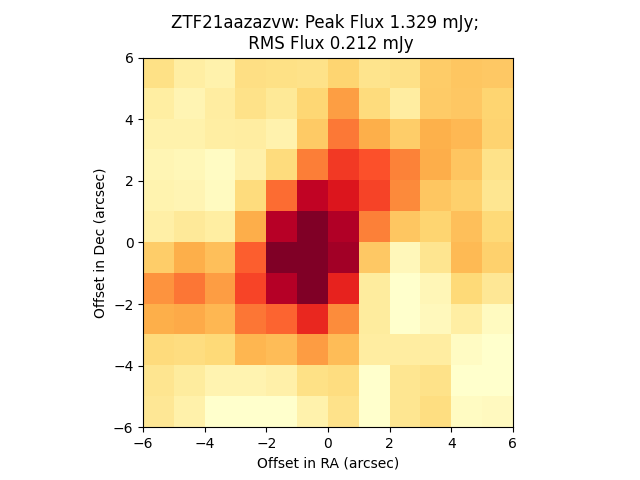 ZTF21aazazvw: Peak Flux 1.329 mJy;
RMS Flux 0.212 mJy
6
4
2
0
−2
−4
−6
Offset in Dec (arcsec)
−6 −4 −2 0 2 4 6
Offset in RA (arcsec)